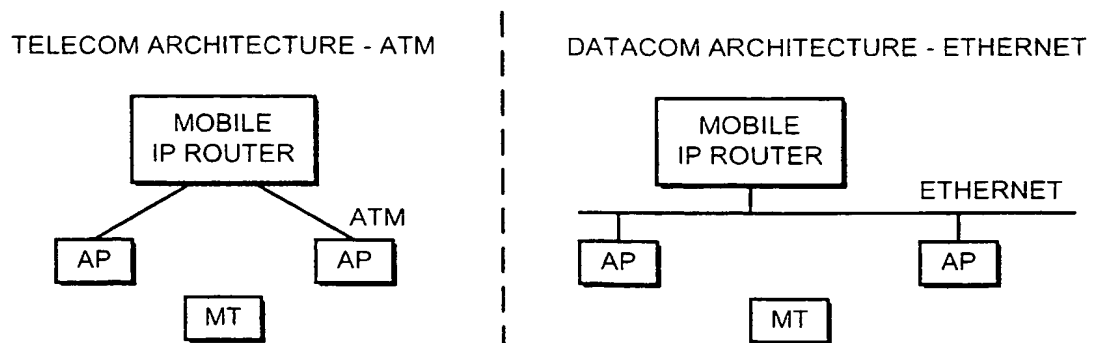 TELECOM ARCHITECTURE - ATM
MOBILE
IP ROUTER
ATM
AP
AP
MT
DATACOM ARCHITECTURE - ETHERNET
MOBILE
IP ROUTER
ETHERNET
AP
AP
MT